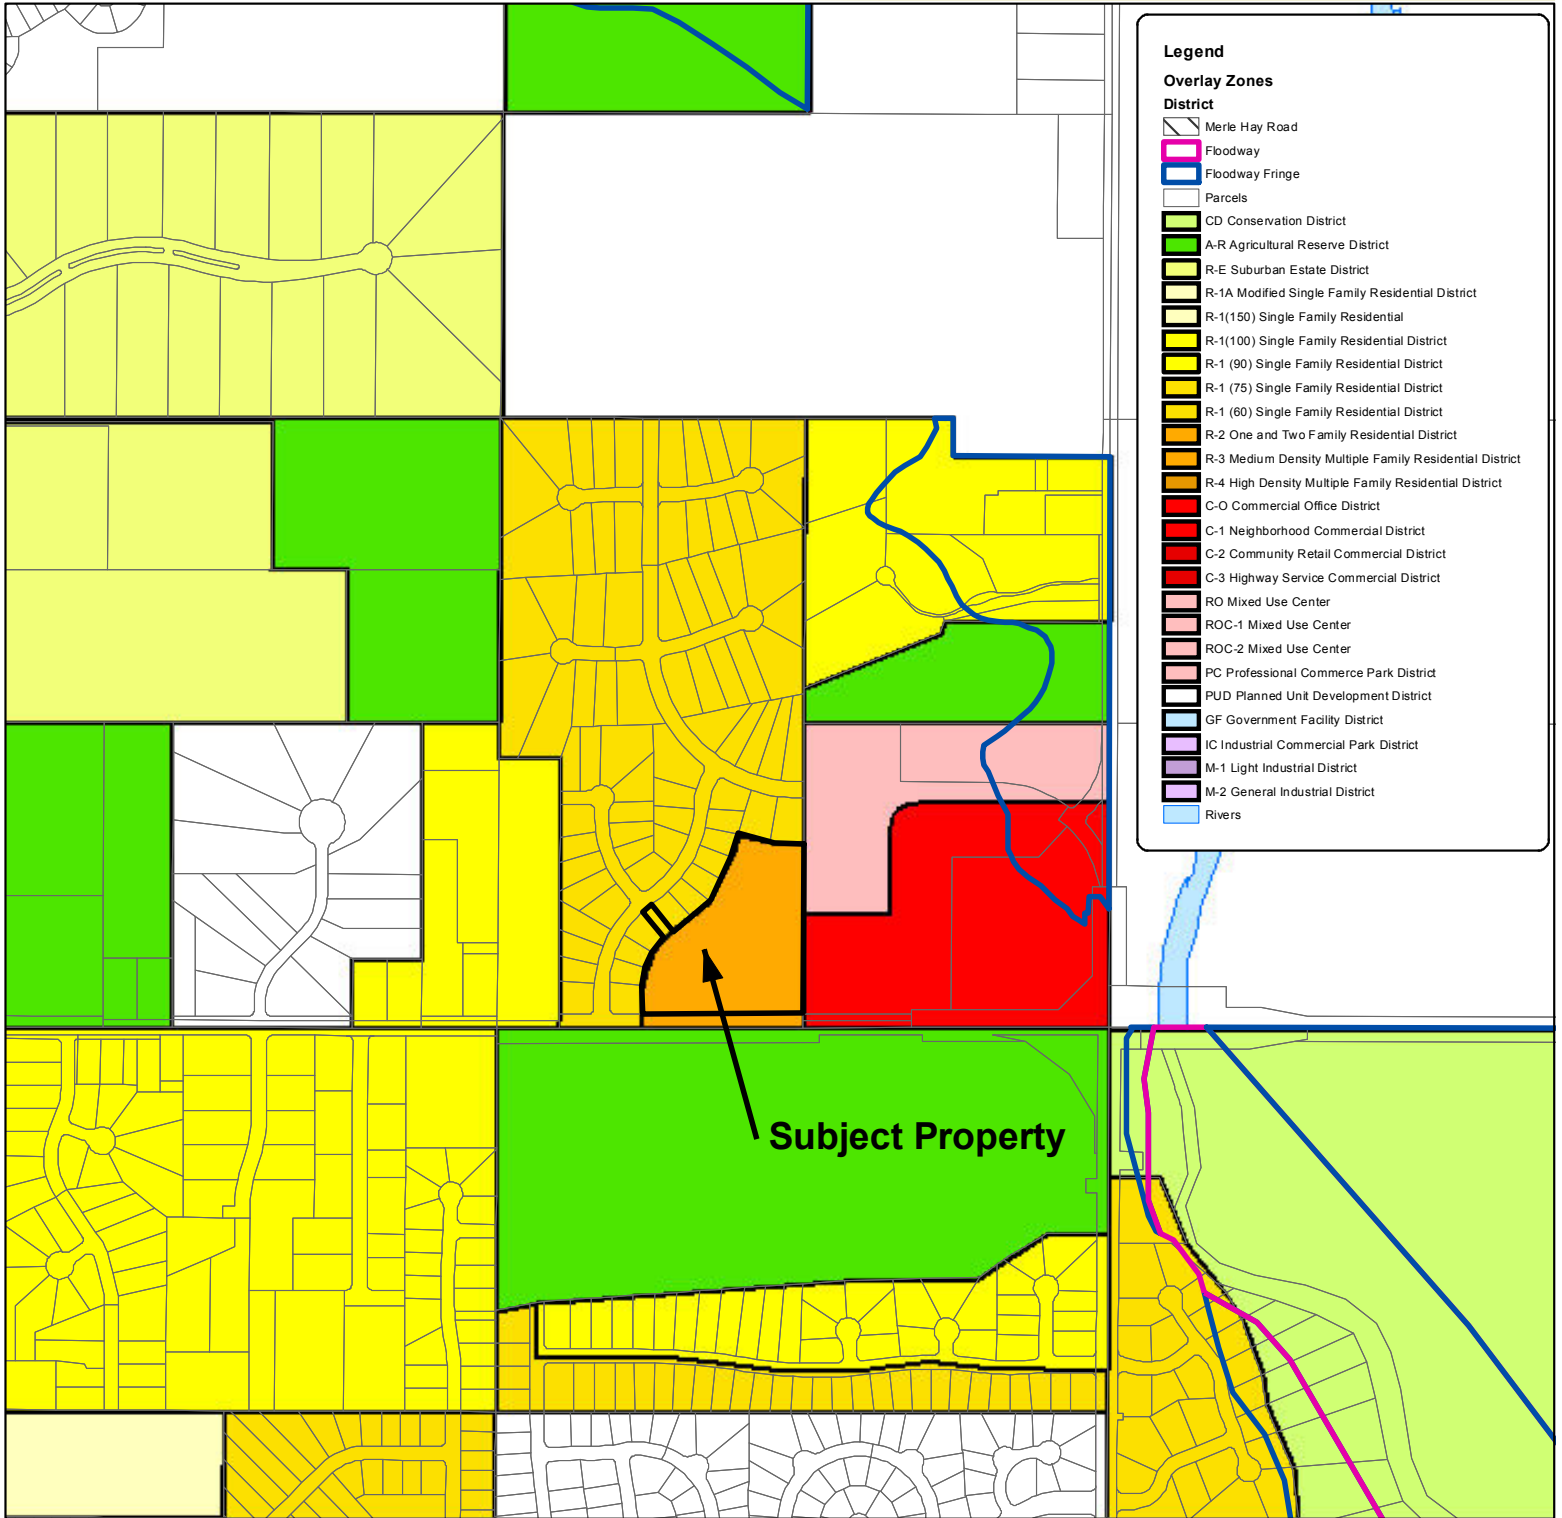 Legend
Overlay Zones
District
Merle Hay Road
Floodway
Floodway Fringe
Parcels
CD Conservation District
A-R Agricultural Reserve District
R-E Suburban Estate District
R-1A Modified Single Family Residential District
R-1(150) Single Family Residential
R-1(100) Single Family Residential District
R-1 (90) Single Family Residential District
R-1 (75) Single Family Residential District
R-1 (60) Single Family Residential District
R-2 One and Two Family Residential District
R-3 Medium Density Multiple Family Residential District
R-4 High Density Multiple Family Residential District
C-O Commercial Office District
C-1 Neighborhood Commercial District
C-2 Community Retail Commercial District
C-3 Highway Service Commercial District
RO Mixed Use Center
ROC-1 Mixed Use Center
ROC-2 Mixed Use Center
PC Professional Commerce Park District
PUD Planned Unit Development District
GF Government Facility District
IC Industrial Commercial Park District
M-1 Light Industrial District
M-2 General Industrial District
Rivers
Subject Property